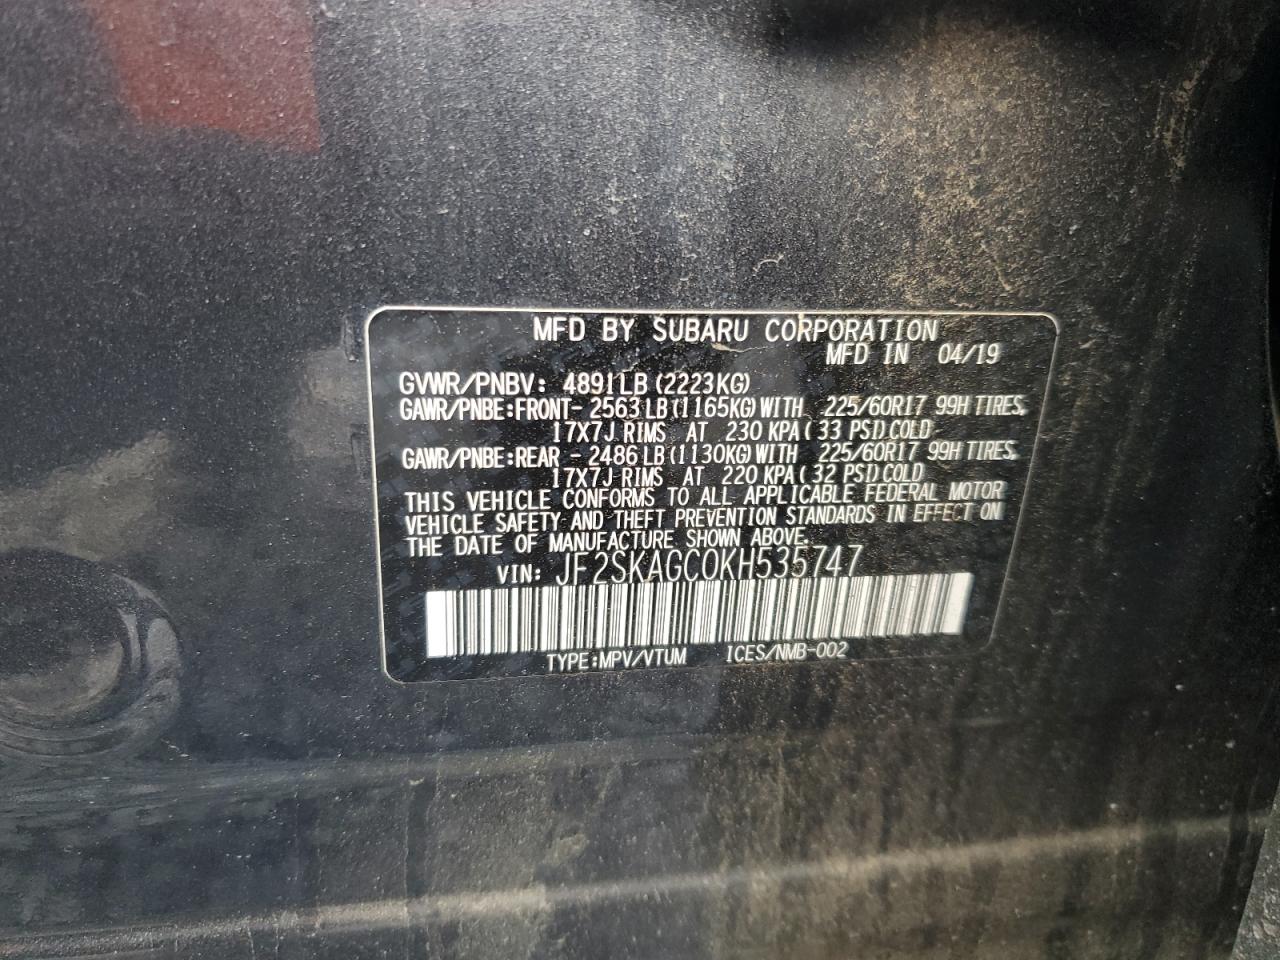 MFD BY SUBARU CORPORATION
MFD IN 04/19
GVWR/PNBV: 4891LB (2223KG)
GAWR/PNBE:FRONT- 2563 LB (1165KG) WITH 225/60R17 99H TIRES,
17X7J RIMS AT 230 KPA ( 33 PSI) COLD
GAWR/PNBE:REAR - 2486 LB (1130KG) WITH 225/60R17 99H TIRES,
17X7J RIMS AT 220 KPA ( 32 PSI) COLD
THIS VEHICLE CONFORMS TO ALL APPLICABLE FEDERAL MOTOR
VEHICLE SAFETY AND THEFT PREVENTION STANDARDS IN EFFECT ON
THE DATE OF MANUFACTURE SHOWN ABOVE.
VIN: JF2SKAGC0KH535747
TYPE:MPV/VTUM ICES/NMB-002